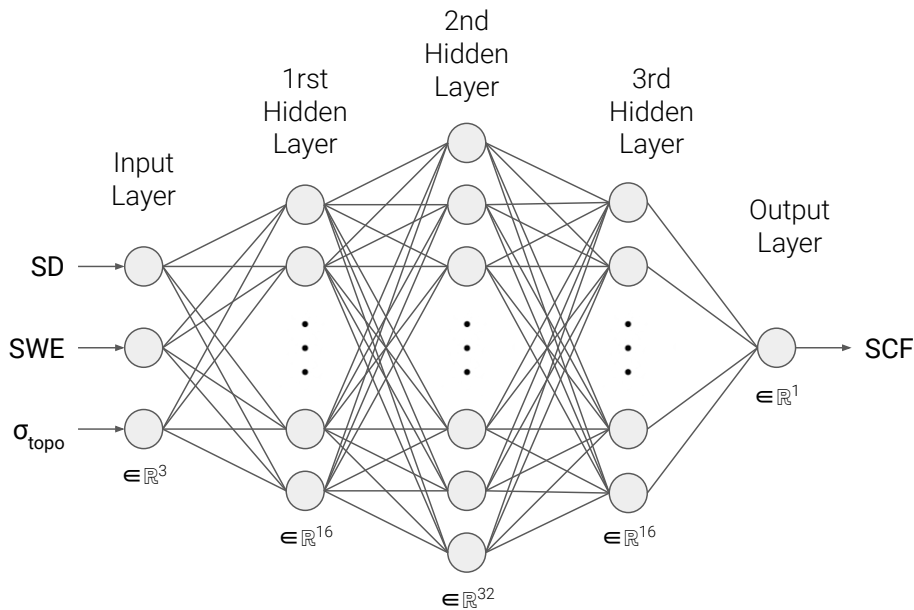 Input
Layer
1rst
Hidden
Layer
2nd
Hidden
Layer
3rd
Hidden
Layer
Output
Layer
SD
SWE
σtopo
SCF
∈ℝ3
∈ℝ16
∈ℝ32
∈ℝ16
∈ℝ1